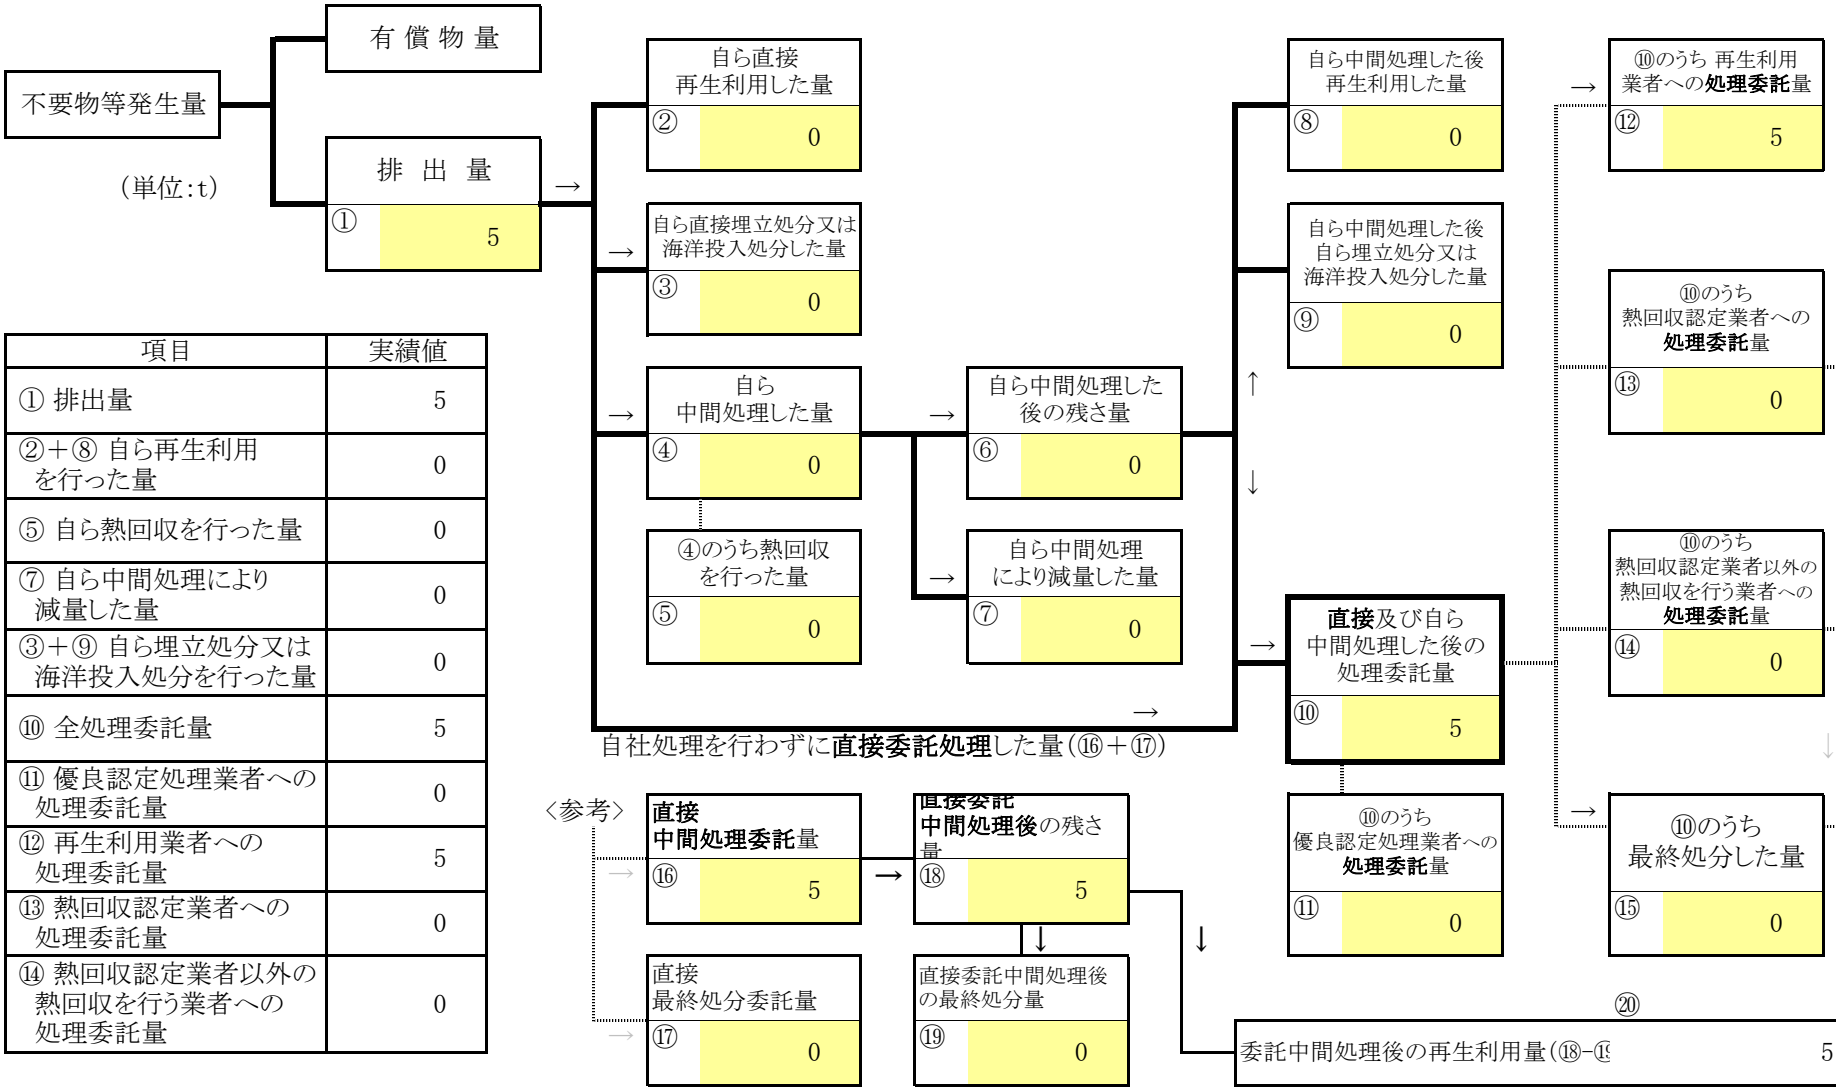 有 償 物 量
不要物等発生量
(単位:t)
排 出 量
①
5
→
自ら直接
再生利用した量
②
0
→
自ら直接埋立処分又は
海洋投入処分した量
③
0
→
自ら
中間処理した量
④
0
④のうち熱回収
を行った量
⑤
0
→
自ら中間処理した
後の残さ量
⑥
0
→
自ら中間処理
により減量した量
⑦
0
自ら中間処理した後
再生利用した量
⑧
0
自ら中間処理した後
自ら埋立処分又は
海洋投入処分した量
⑨
0
↑
↓
→
直接及び自ら
中間処理した後の
処理委託量
⑩
5
→
自社処理を行わずに直接委託処理した量(⑯+⑰)
⑩のうち
優良認定処理業者への
処理委託量
⑪
0
→
⑩のうち 再生利用
業者への処理委託量
⑫
5
⑩のうち
熱回収認定業者への
処理委託量
⑬
0
⑩のうち
熱回収認定業者以外の
熱回収を行う業者への
処理委託量
⑭
0
↓
→
⑩のうち
最終処分した量
⑮
0
項目 実績値
① 排出量 5
②+⑧ 自ら再生利用
を行った量 0
⑤ 自ら熱回収を行った量 0
⑦ 自ら中間処理により
減量した量 0
③+⑨ 自ら埋立処分又は
海洋投入処分を行った量 0
⑩ 全処理委託量 5
⑪ 優良認定処理業者への
処理委託量 0
⑫ 再生利用業者への
処理委託量 5
⑬ 熱回収認定業者への
処理委託量 0
⑭ 熱回収認定業者以外の
熱回収を行う業者への
処理委託量 0
<参考>
→
直接
中間処理委託量
⑯
5
→
直接委託
中間処理後の残さ
量
⑱
5
↓
↓
→
直接
最終処分委託量
⑰
0
直接委託中間処理後
の最終処分量
⑲
0
⑳
委託中間処理後の再生利用量(⑱-⑲
5